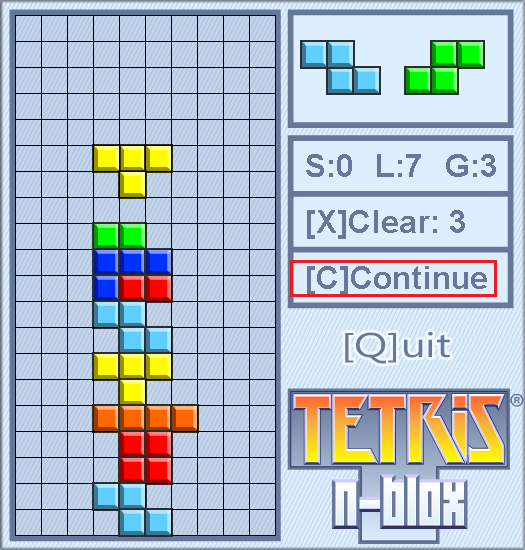 S:0 L:7 G:3
[X]Clear: 3
[C]Continue
[Q]uit
TETRIS®
n-blox